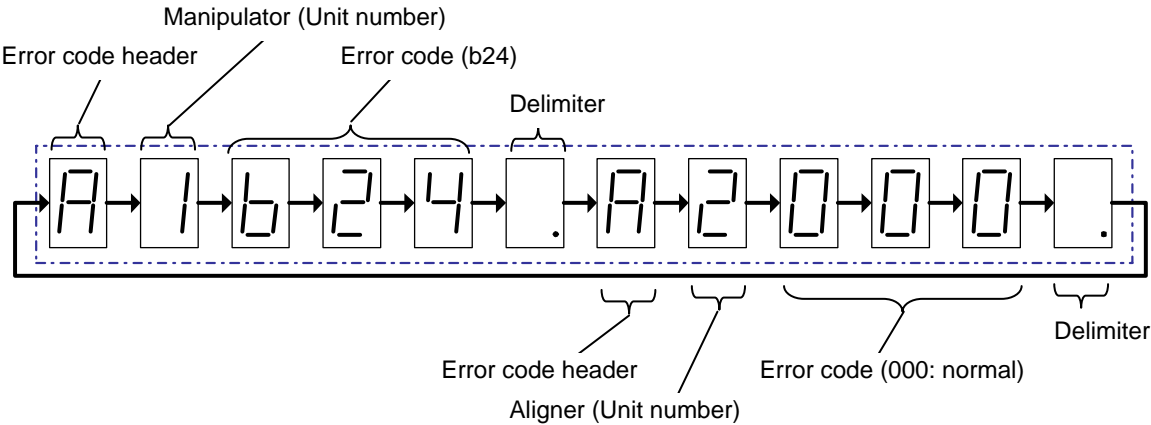 Manipulator (Unit number)
Error code header
Error code (b24)
Delimiter
A 1 b 2 4 . A 2 0 0 0 .
Delimiter
Error code header
Error code (000: normal)
Aligner (Unit number)